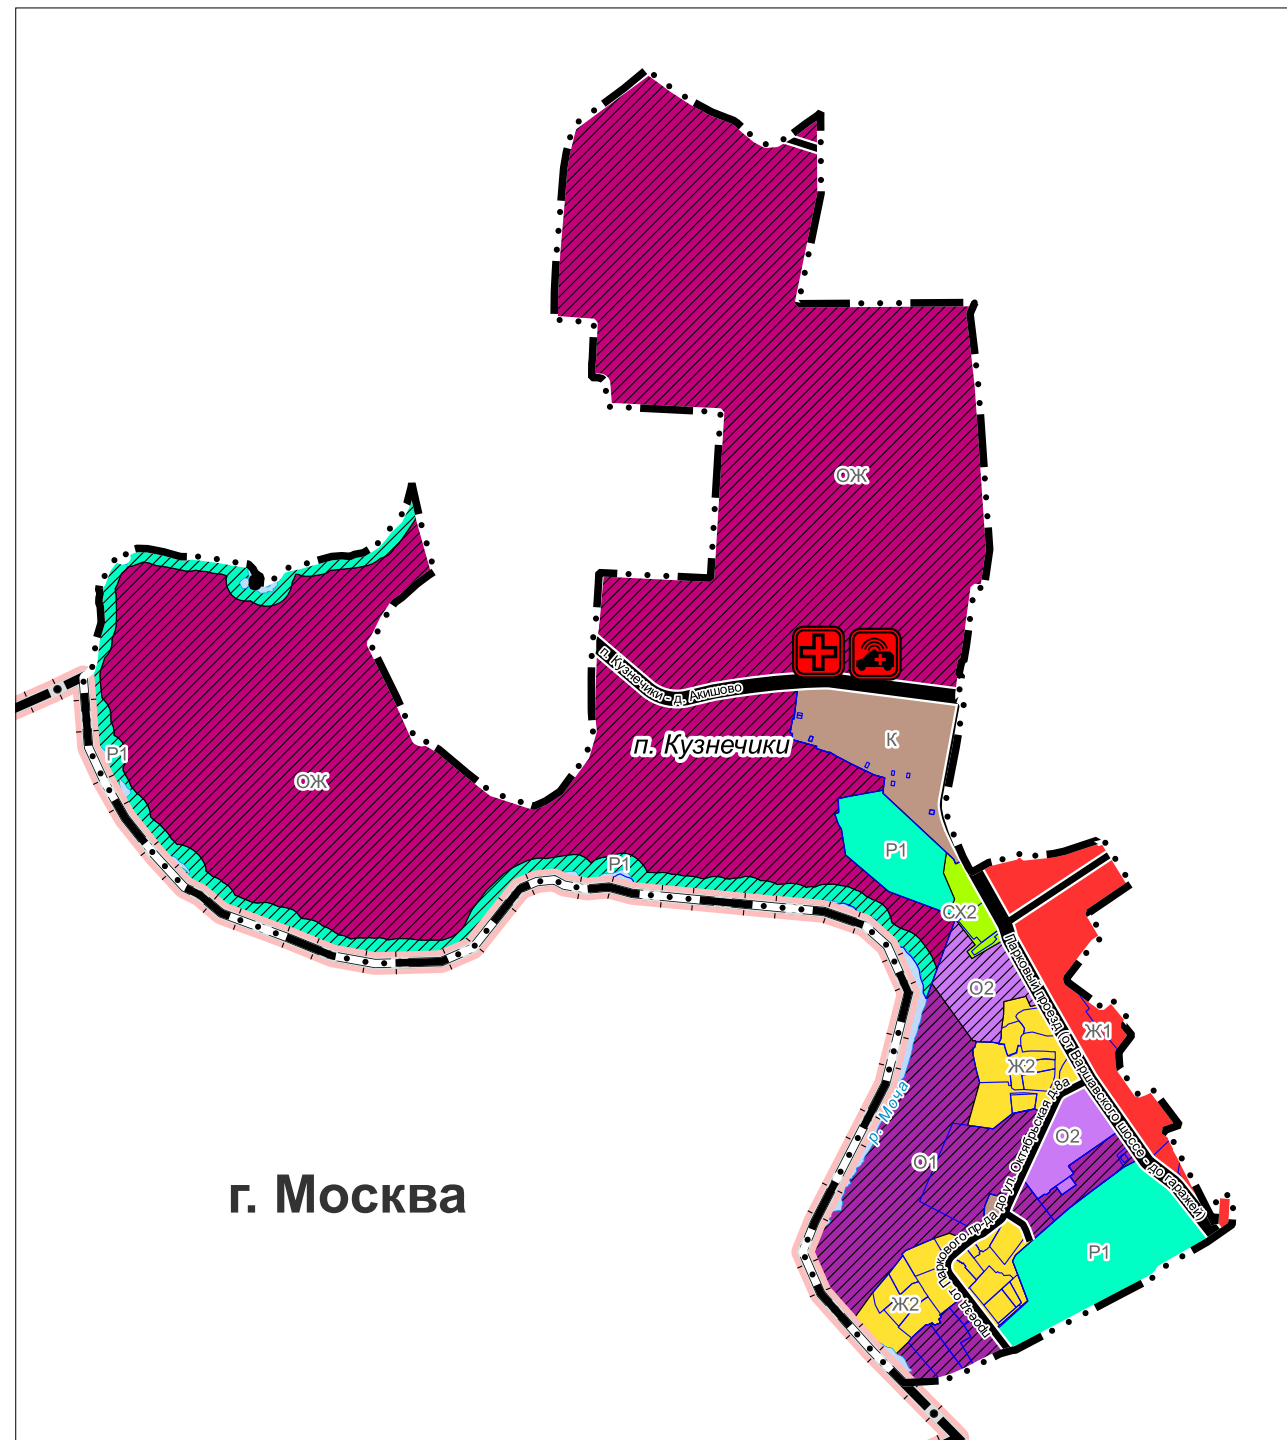 ОЖ
п. Кузнечики - д. Акишово
п. Кузнечики
К
Р1
ОЖ
Р1
Р1
СХ2
О2
Парковый проезд (от Варшавского шоссе - до гаражей)
Ж1
Ж2
р. Моча
О2
О1
проезд от Паркового пр-да до ул. Октябрьская д.8а
г. Москва
Р1
Ж2